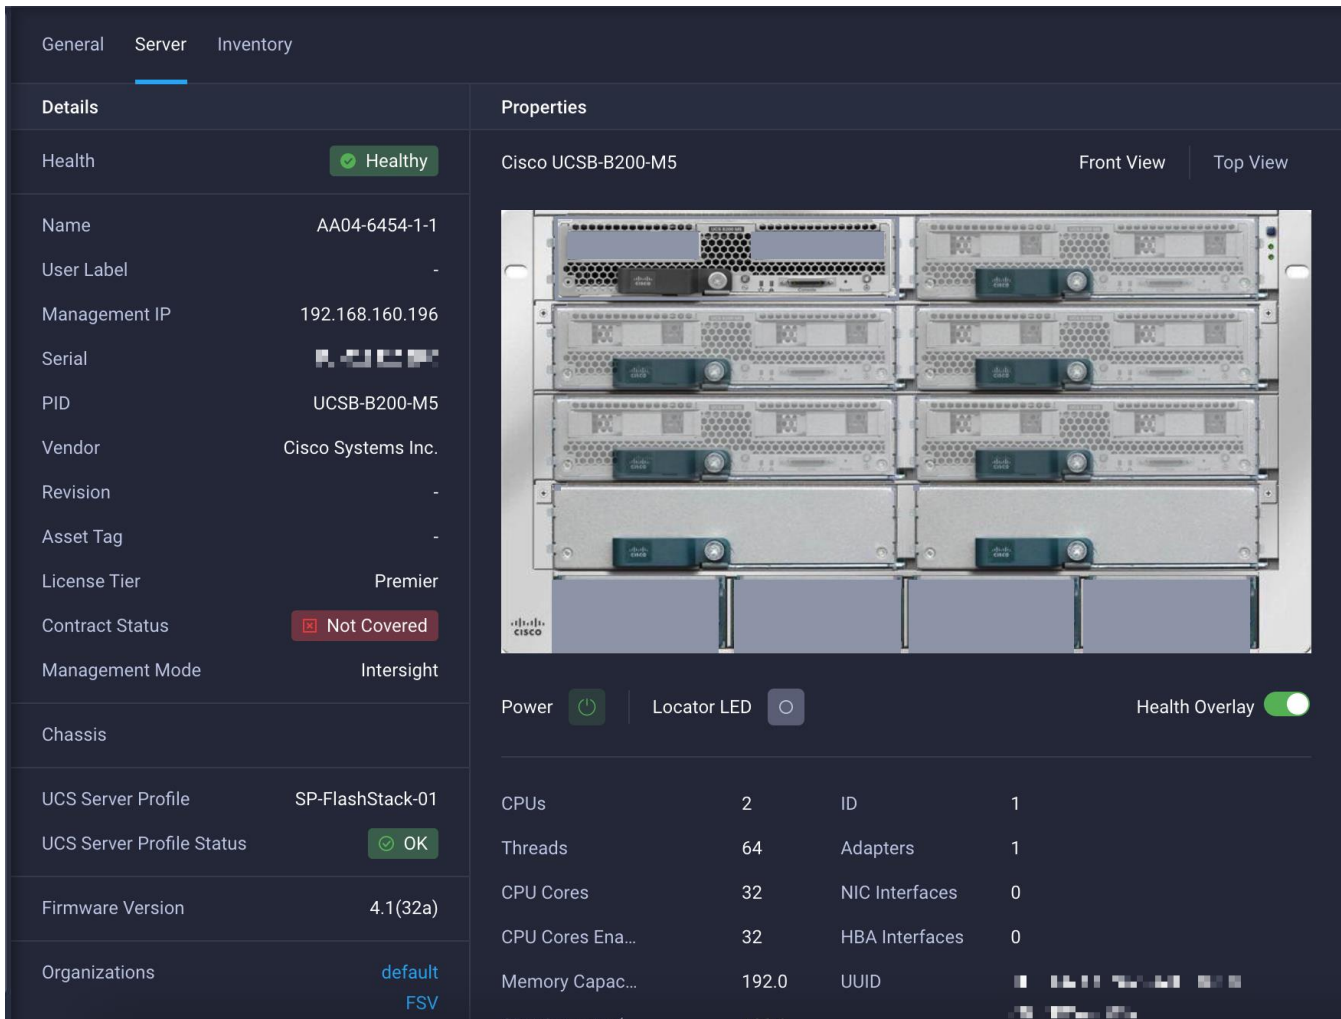 General Server Inventory
Details
Health Healthy
Name AA04-6454-1-1
User Label -
Management IP 192.168.160.196
Serial
PID UCSB-B200-M5
Vendor Cisco Systems Inc.
Revision -
Asset Tag -
License Tier Premier
Contract Status Not Covered
Management Mode Intersight
Chassis
UCS Server Profile SP-FlashStack-01
UCS Server Profile Status OK
Firmware Version 4.1(32a)
Organizations default
FSV
Properties
Cisco UCSB-B200-M5 Front View Top View
CISCO
Power Locator LED Health Overlay
CPUs 2 ID 1
Threads 64 Adapters 1
CPU Cores 32 NIC Interfaces 0
CPU Cores Ena... 32 HBA Interfaces 0
Memory Capac... 192.0 UUID